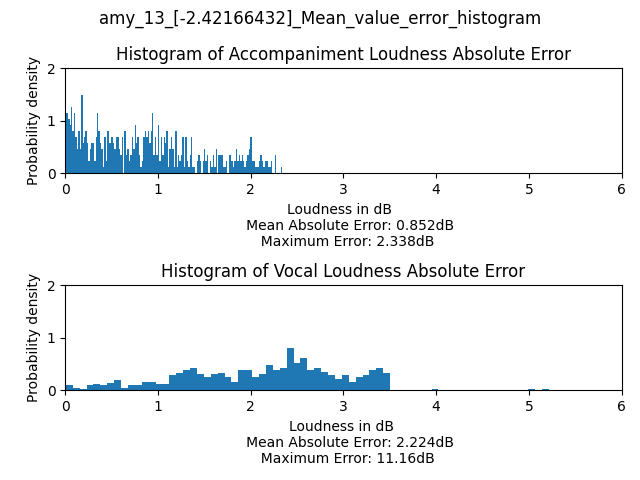 amy_13_[-2.42166432]_Mean_value_error_histogram
Histogram of Accompaniment Loudness Absolute Error
Probability density
2
1
0
0 1 2 3 4 5 6
Loudness in dB
Mean Absolute Error: 0.852dB
Maximum Error: 2.338dB
Histogram of Vocal Loudness Absolute Error
Probability density
2
1
0
0 1 2 3 4 5 6
Loudness in dB
Mean Absolute Error: 2.224dB
Maximum Error: 11.16dB